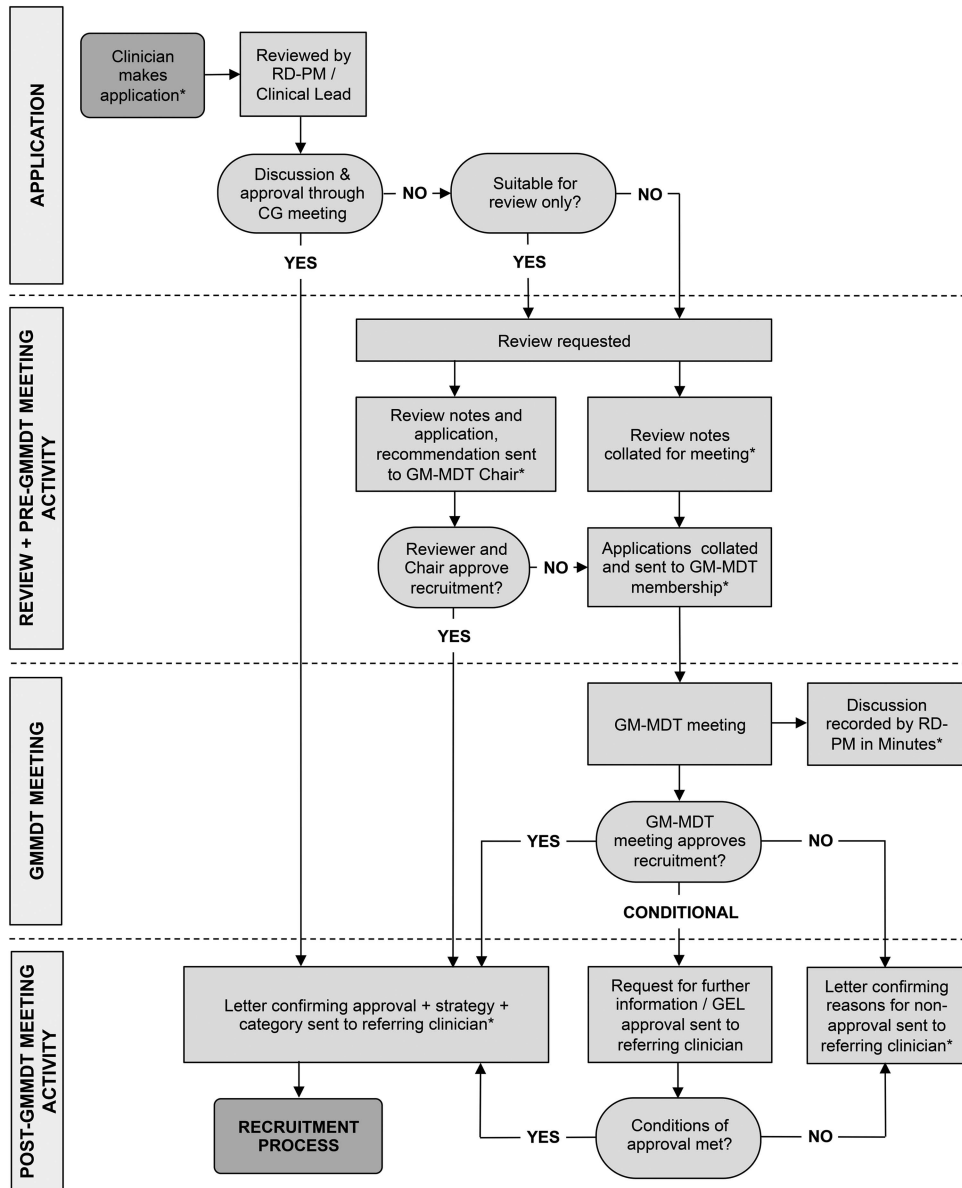 APPLICATION
Clinician
makes
application*
Reviewed by
RD-PM /
Clinical Lead
Discussion &
approval through
CG meeting
NO
Suitable for
review only?
NO
YES
YES
REVIEW + PRE-GMMDT MEETING
ACTIVITY
Review requested
Review notes and
application,
recommendation sent
to GM-MDT Chair*
Review notes
collated for meeting*
Reviewer and
Chair approve
recruitment?
NO
Applications collated
and sent to GM-MDT
membership*
YES
GMMDT MEETING
GM-MDT meeting
Discussion
recorded by RD-
PM in Minutes*
GM-MDT
meeting approves
recruitment?
YES
NO
CONDITIONAL
POST-GMMDT MEETING
ACTIVITY
Letter confirming approval + strategy +
category sent to referring clinician*
Request for further
information / GEL
approval sent to
referring clinician
Letter confirming
reasons for non-
approval sent to
referring clinician*
RECRUITMENT
PROCESS
YES
Conditions of
approval met?
NO